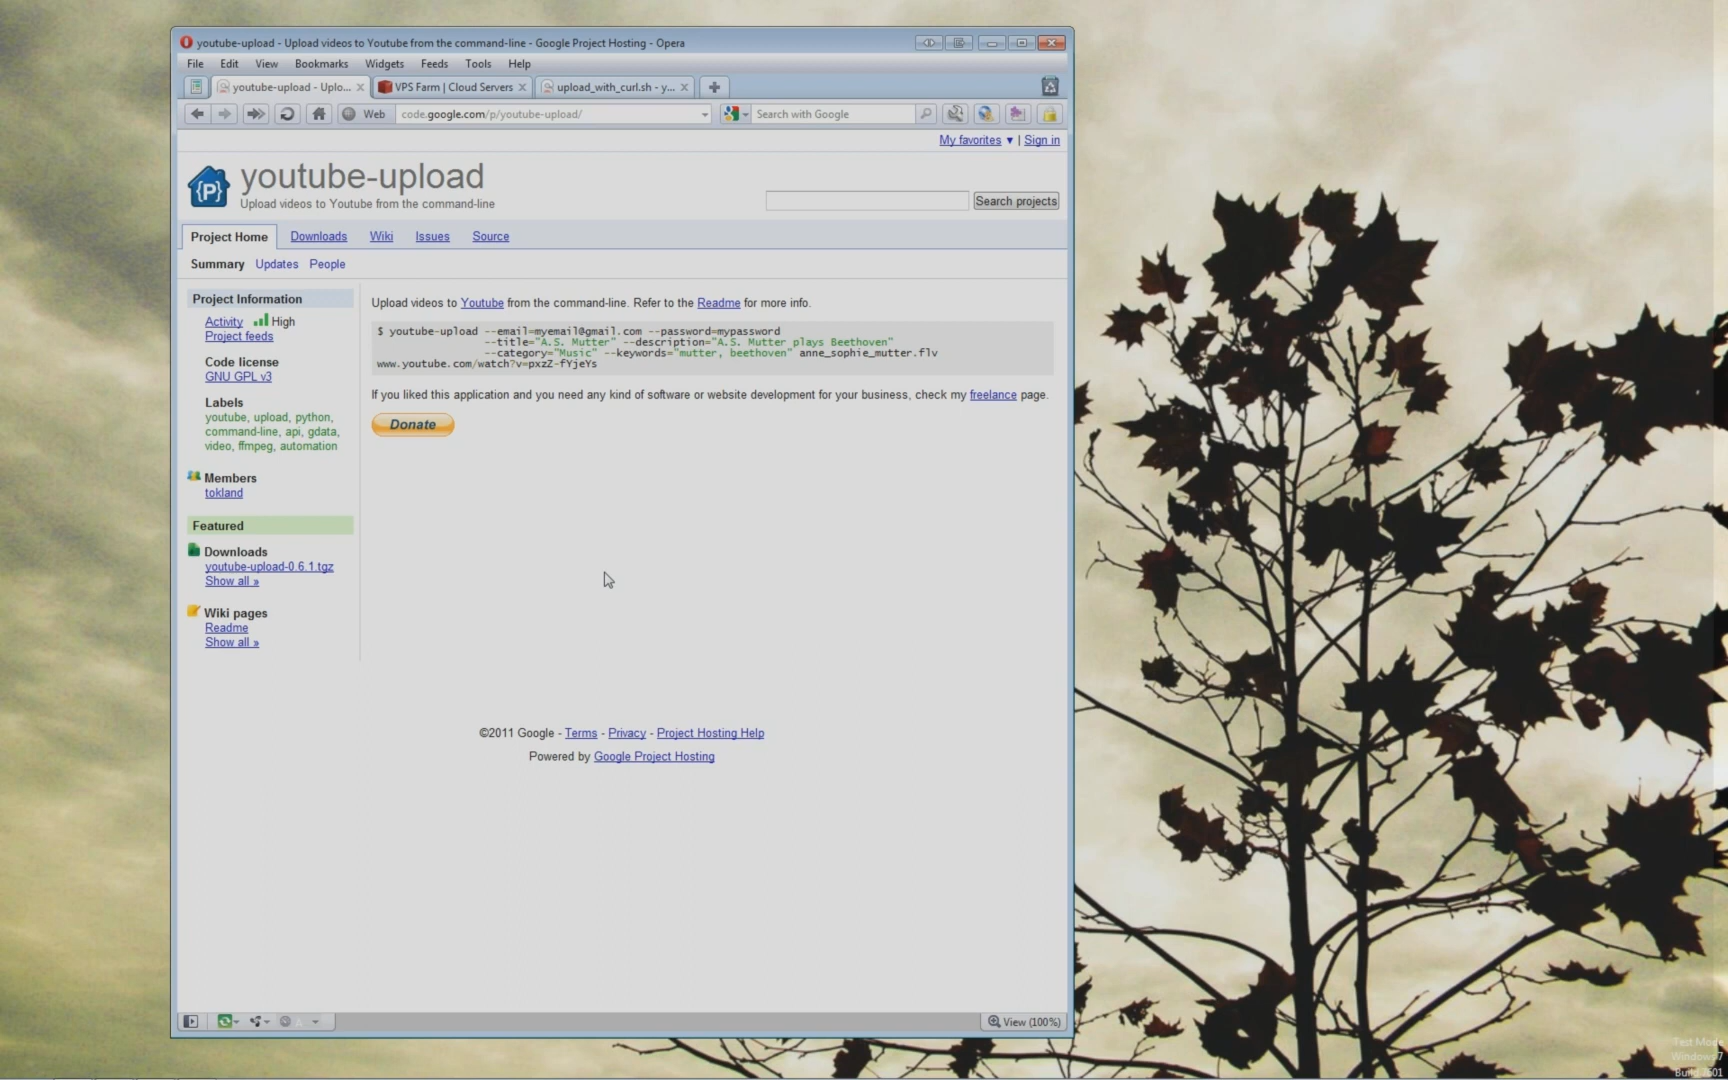 youtube-upload - Upload videos to Youtube from the command-line - Google Project Hosting - Opera
File Edit View Bookmarks Widgets Feeds Tools Help
youtube-upload - Uplo... VPS Farm | Cloud Servers upload_with_curl.sh - y...
Web code.google.com/p/youtube-upload/ Search with Google
My favorites ▼ | Sign in
{P} youtube-upload
Upload videos to Youtube from the command-line
Search projects
Project Home Downloads Wiki Issues Source
Summary Updates People
Project Information
Activity High
Project feeds
Code license
GNU GPL v3
Labels
youtube, upload, python,
command-line, api, gdata,
video, ffmpeg, automation
Members
tokland
Featured
Downloads
youtube-upload-0.6.1.tgz
Show all »
Wiki pages
Readme
Show all »
Upload videos to Youtube from the command-line. Refer to the Readme for more info.
$ youtube-upload --email=myemail@gmail.com --password=mypassword
--title="A.S. Mutter" --description="A.S. Mutter plays Beethoven"
--category="Music" --keywords="mutter, beethoven" anne_sophie_mutter.flv
www.youtube.com/watch?v=pxzZ-fYjeYs
If you liked this application and you need any kind of software or website development for your business, check my freelance page.
Donate
©2011 Google - Terms - Privacy - Project Hosting Help
Powered by Google Project Hosting
View (100%)
Test Mode
Windows 7
Build 7601